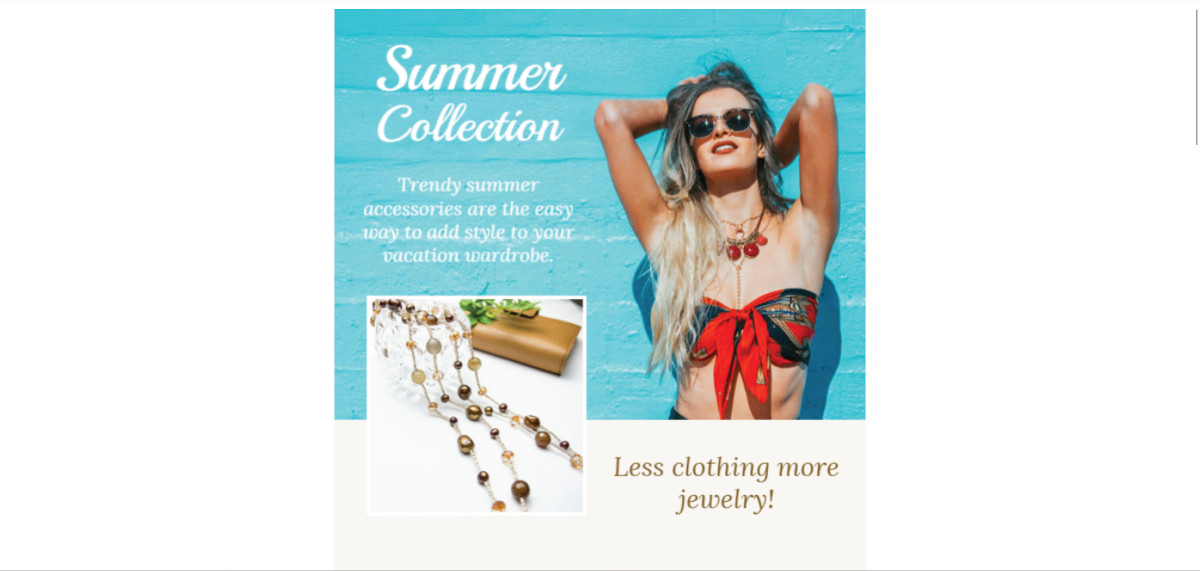 Summer
Collection
Trendy summer
accessories are the easy
way to add style to your
vacation wardrobe.
Less clothing more
jewelry!